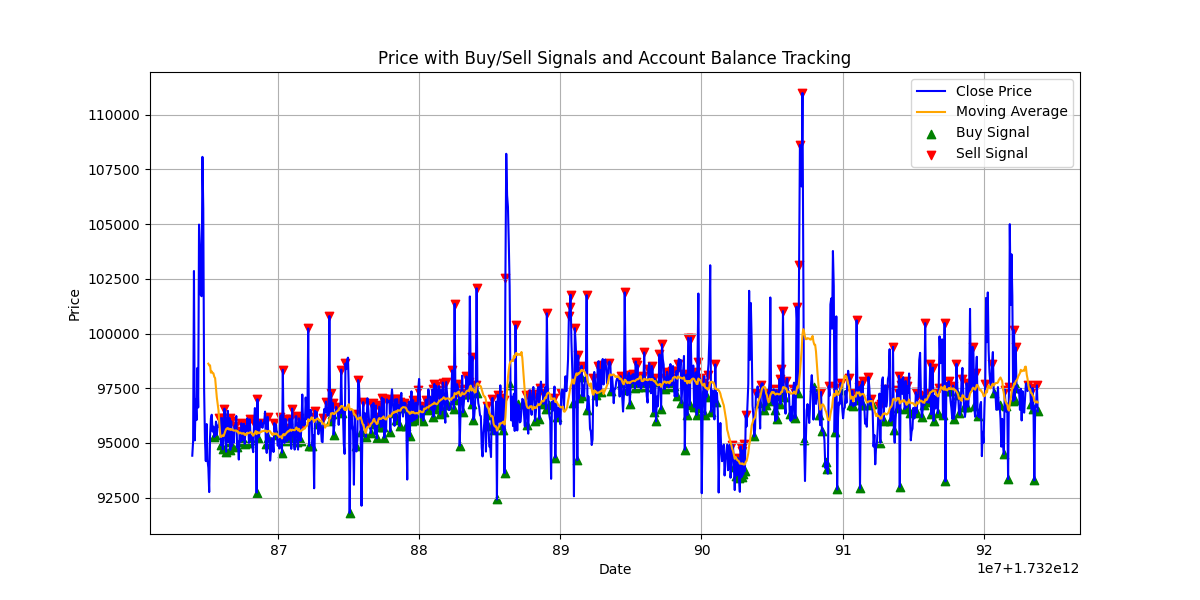 Price with Buy/Sell Signals and Account Balance Tracking
Close Price
Moving Average
Buy Signal
Sell Signal
110000
107500
105000
102500
100000
97500
95000
92500
Price
87 88 89 90 91 92
Date
1e7+1.732e12